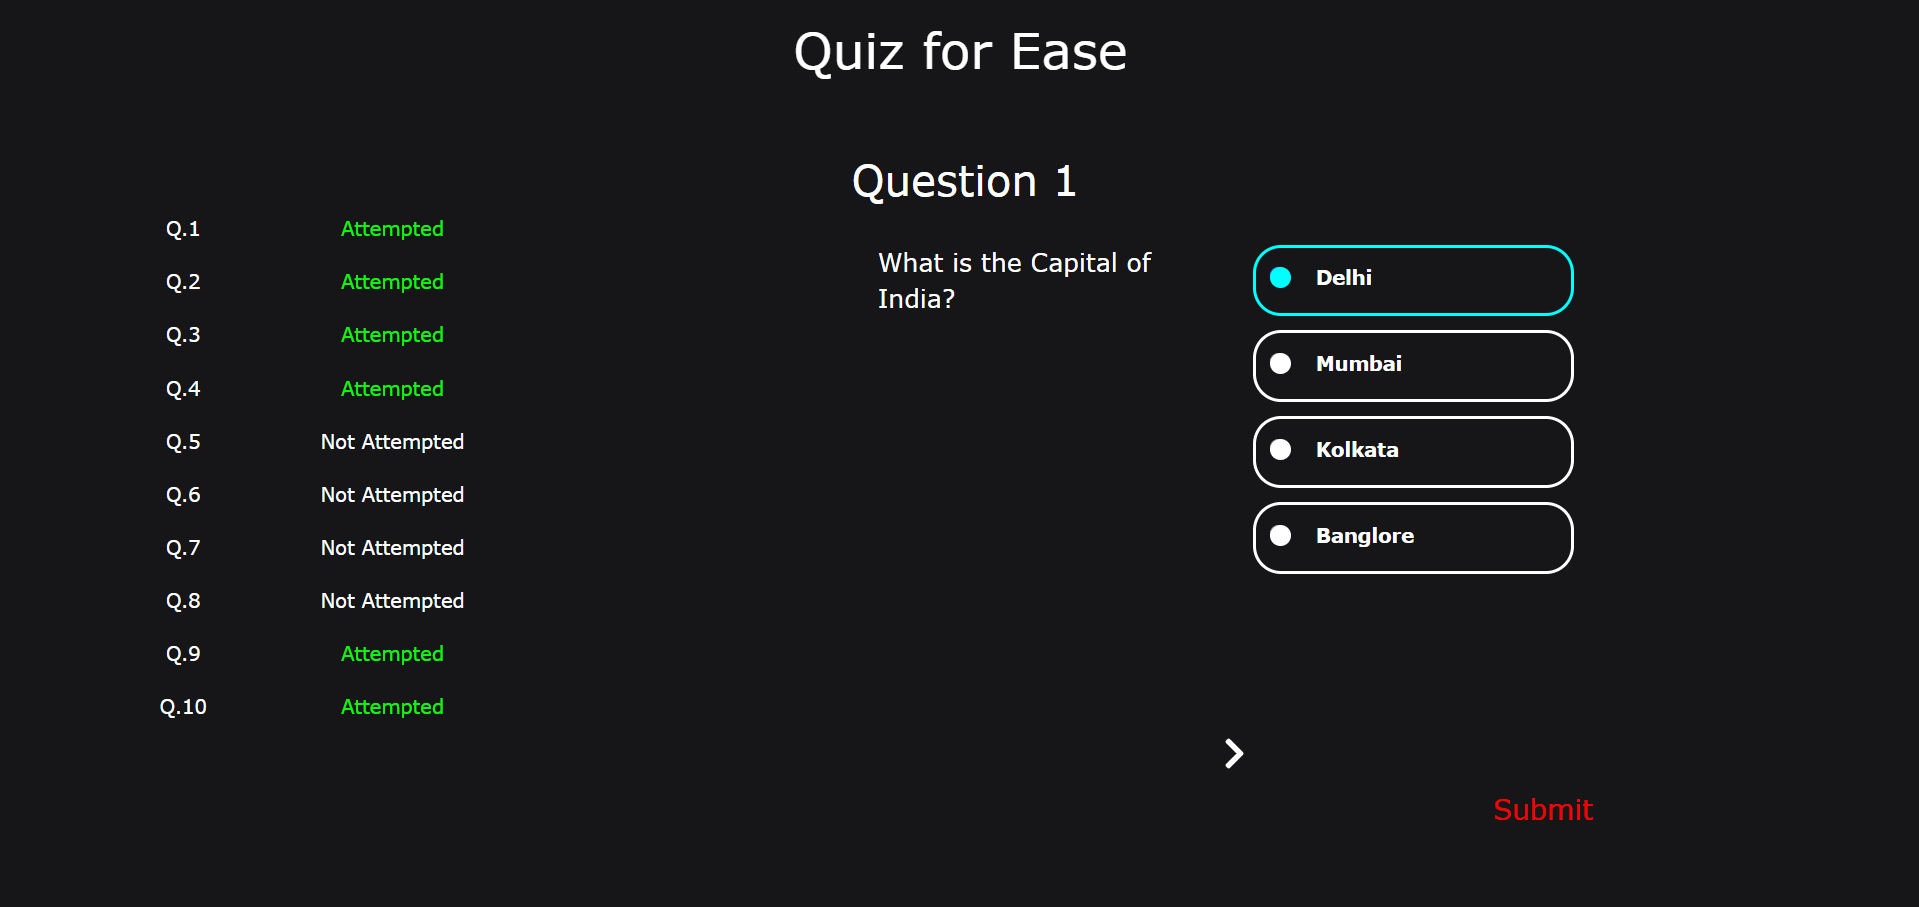 Quiz for Ease
Question 1
Q.1 Attempted
Q.2 Attempted
Q.3 Attempted
Q.4 Attempted
Q.5 Not Attempted
Q.6 Not Attempted
Q.7 Not Attempted
Q.8 Not Attempted
Q.9 Attempted
Q.10 Attempted
What is the Capital of
India?
Delhi
Mumbai
Kolkata
Banglore
Submit